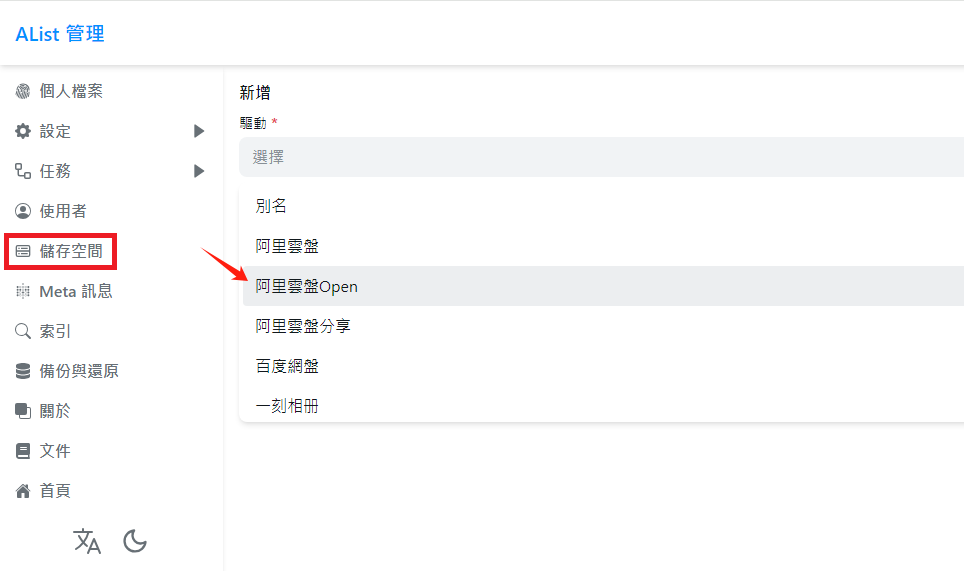 AList 管理
個人檔案
設定
任務
使用者
儲存空間
Meta 訊息
索引
備份與還原
關於
文件
首頁
新增
驅動 *
選擇
別名
阿里雲盤
阿里雲盤Open
阿里雲盤分享
百度網盤
一刻相册